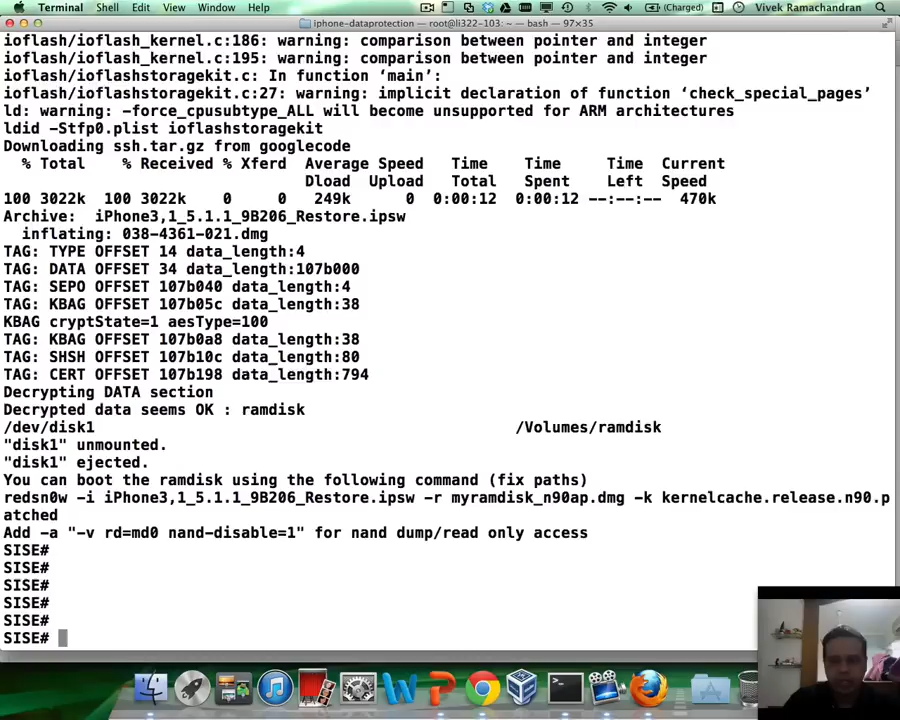 Terminal Shell Edit View Window Help (Charged) Vivek Ramachandran
iphone-dataprotection — root@li322-103: ~ — bash — 97×35
ioflash/ioflash_kernel.c:186: warning: comparison between pointer and integer
ioflash/ioflash_kernel.c:195: warning: comparison between pointer and integer
ioflash/ioflashstoragekit.c: In function ‘main’:
ioflash/ioflashstoragekit.c:27: warning: implicit declaration of function ‘check_special_pages’
ld: warning: -force_cpusubtype_ALL will become unsupported for ARM architectures
ldid -Stfp0.plist ioflashstoragekit
Downloading ssh.tar.gz from googlecode
% Total % Received % Xferd Average Speed Time Time Time Current
Dload Upload Total Spent Left Speed
100 3022k 100 3022k 0 0 249k 0 0:00:12 0:00:12 --:--:-- 470k
Archive: iPhone3,1_5.1.1_9B206_Restore.ipsw
inflating: 038-4361-021.dmg
TAG: TYPE OFFSET 14 data_length:4
TAG: DATA OFFSET 34 data_length:107b000
TAG: SEPO OFFSET 107b040 data_length:4
TAG: KBAG OFFSET 107b05c data_length:38
KBAG cryptState=1 aesType=100
TAG: KBAG OFFSET 107b0a8 data_length:38
TAG: SHSH OFFSET 107b10c data_length:80
TAG: CERT OFFSET 107b198 data_length:794
Decrypting DATA section
Decrypted data seems OK : ramdisk
/dev/disk1 /Volumes/ramdisk
"disk1" unmounted.
"disk1" ejected.
You can boot the ramdisk using the following command (fix paths)
redsn0w -i iPhone3,1_5.1.1_9B206_Restore.ipsw -r myramdisk_n90ap.dmg -k kernelcache.release.n90.p
atched
Add -a "-v rd=md0 nand-disable=1" for nand dump/read only access
SISE#
SISE#
SISE#
SISE#
SISE#
SISE#